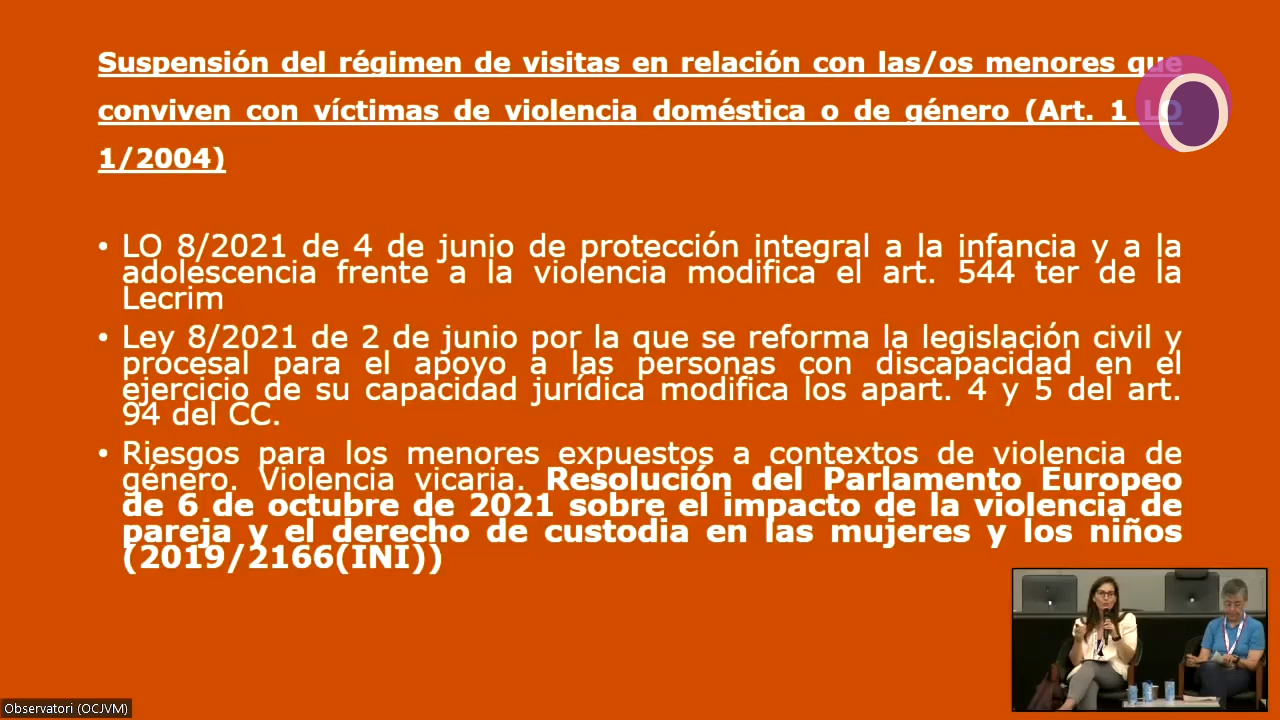 Suspensión del régimen de visitas en relación con las/os menores que
conviven con víctimas de violencia doméstica o de género (Art. 1 LO
1/2004)
• LO 8/2021 de 4 de junio de protección integral a la infancia y a la
adolescencia frente a la violencia modifica el art. 544 ter de la
Lecrim
• Ley 8/2021 de 2 de junio por la que se reforma la legislación civil y
procesal para el apoyo a las personas con discapacidad en el
ejercicio de su capacidad jurídica modifica los apart. 4 y 5 del art.
94 del CC.
• Riesgos para los menores expuestos a contextos de violencia de
género. Violencia vicaria. Resolución del Parlamento Europeo
de 6 de octubre de 2021 sobre el impacto de la violencia de
pareja y el derecho de custodia en las mujeres y los niños
(2019/2166(INI))
Observatori (OCJVM)